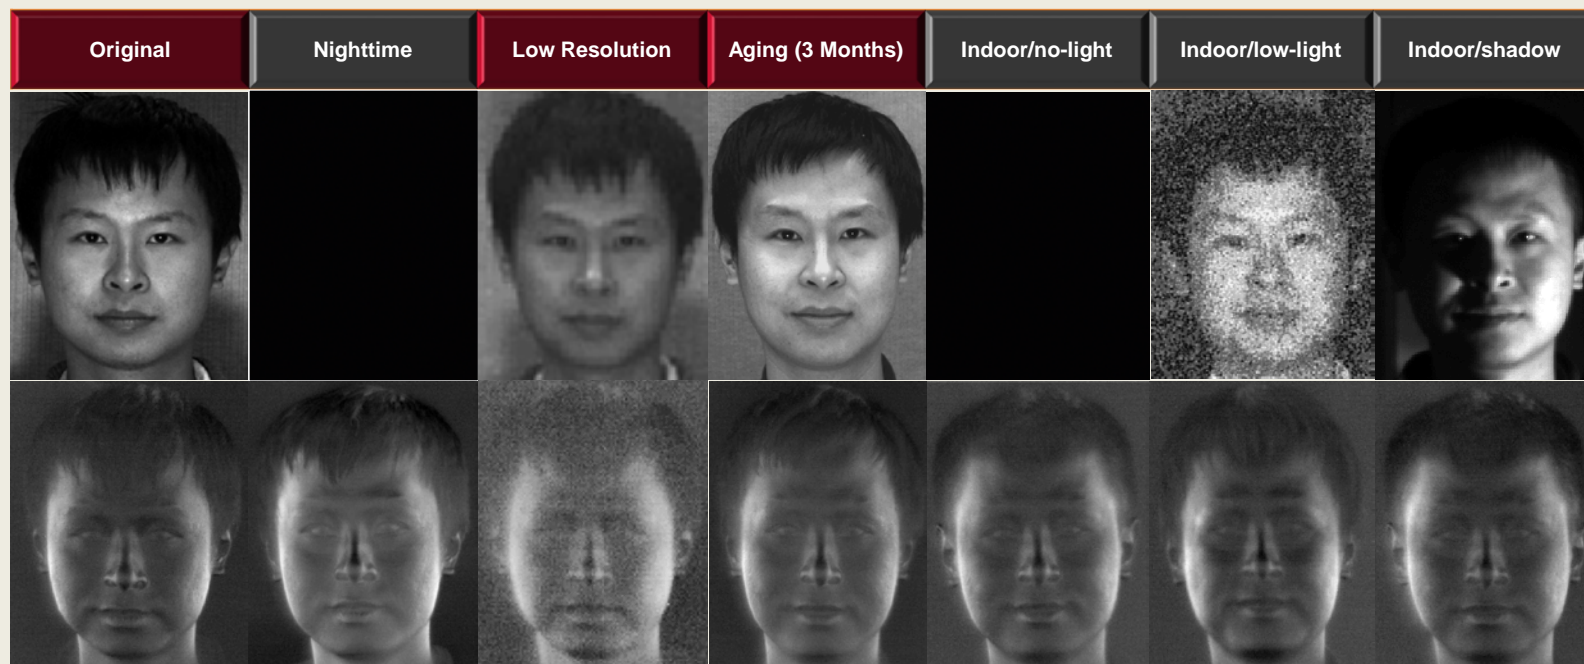 Original
Nighttime
Low Resolution
Aging (3 Months)
Indoor/no-light
Indoor/low-light
Indoor/shadow